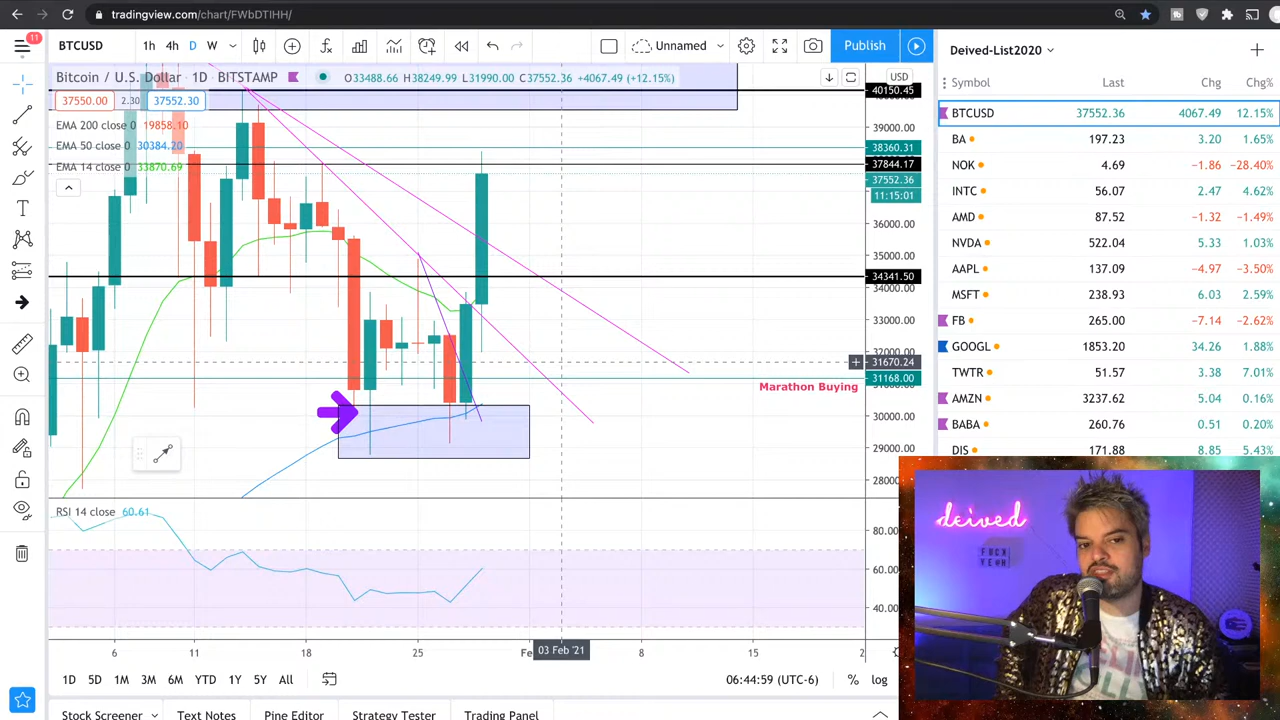 tradingview.com/chart/FWbDTIHH/
11
BTCUSD 1h 4h D W Unnamed Publish
Bitcoin / U.S. Dollar · 1D · BITSTAMP O33488.66 H38249.99 L31990.00 C37552.36 +4067.49 (+12.15%)
37550.00 2.30 37552.30
EMA 200 close 0 19858.10
EMA 50 close 0 30384.20
EMA 14 close 0 33870.69
USD
40150.45
39000.00
38360.31
37844.17
37552.36
11:15:01
36000.00
35000.00
34341.50
34000.00
33000.00
32000.00
31670.24
31168.00
Marathon Buying
30000.00
29000.00
28000
RSI 14 close 60.61
80.00
60.00
40.00
6 11 18 25 Fe 03 Feb '21 8 15 2
1D 5D 1M 3M 6M YTD 1Y 5Y All
06:44:59 (UTC-6) % log
Stock Screener Text Notes Pine Editor Strategy Tester Trading Panel
Deived-List2020
Symbol Last Chg Chg%
BTCUSD 37552.36 4067.49 12.15%
BA 197.23 3.20 1.65%
NOK 4.69 −1.86 −28.40%
INTC 56.07 2.47 4.62%
AMD 87.52 −1.32 −1.49%
NVDA 522.04 5.33 1.03%
AAPL 137.09 −4.97 −3.50%
MSFT 238.93 6.03 2.59%
FB 265.00 −7.14 −2.62%
GOOGL 1853.20 34.26 1.88%
TWTR 51.57 3.38 7.01%
AMZN 3237.62 5.04 0.16%
BABA 260.76 0.51 0.20%
DIS 171.88 8.85 5.43%
deived
FUCK
YEAH